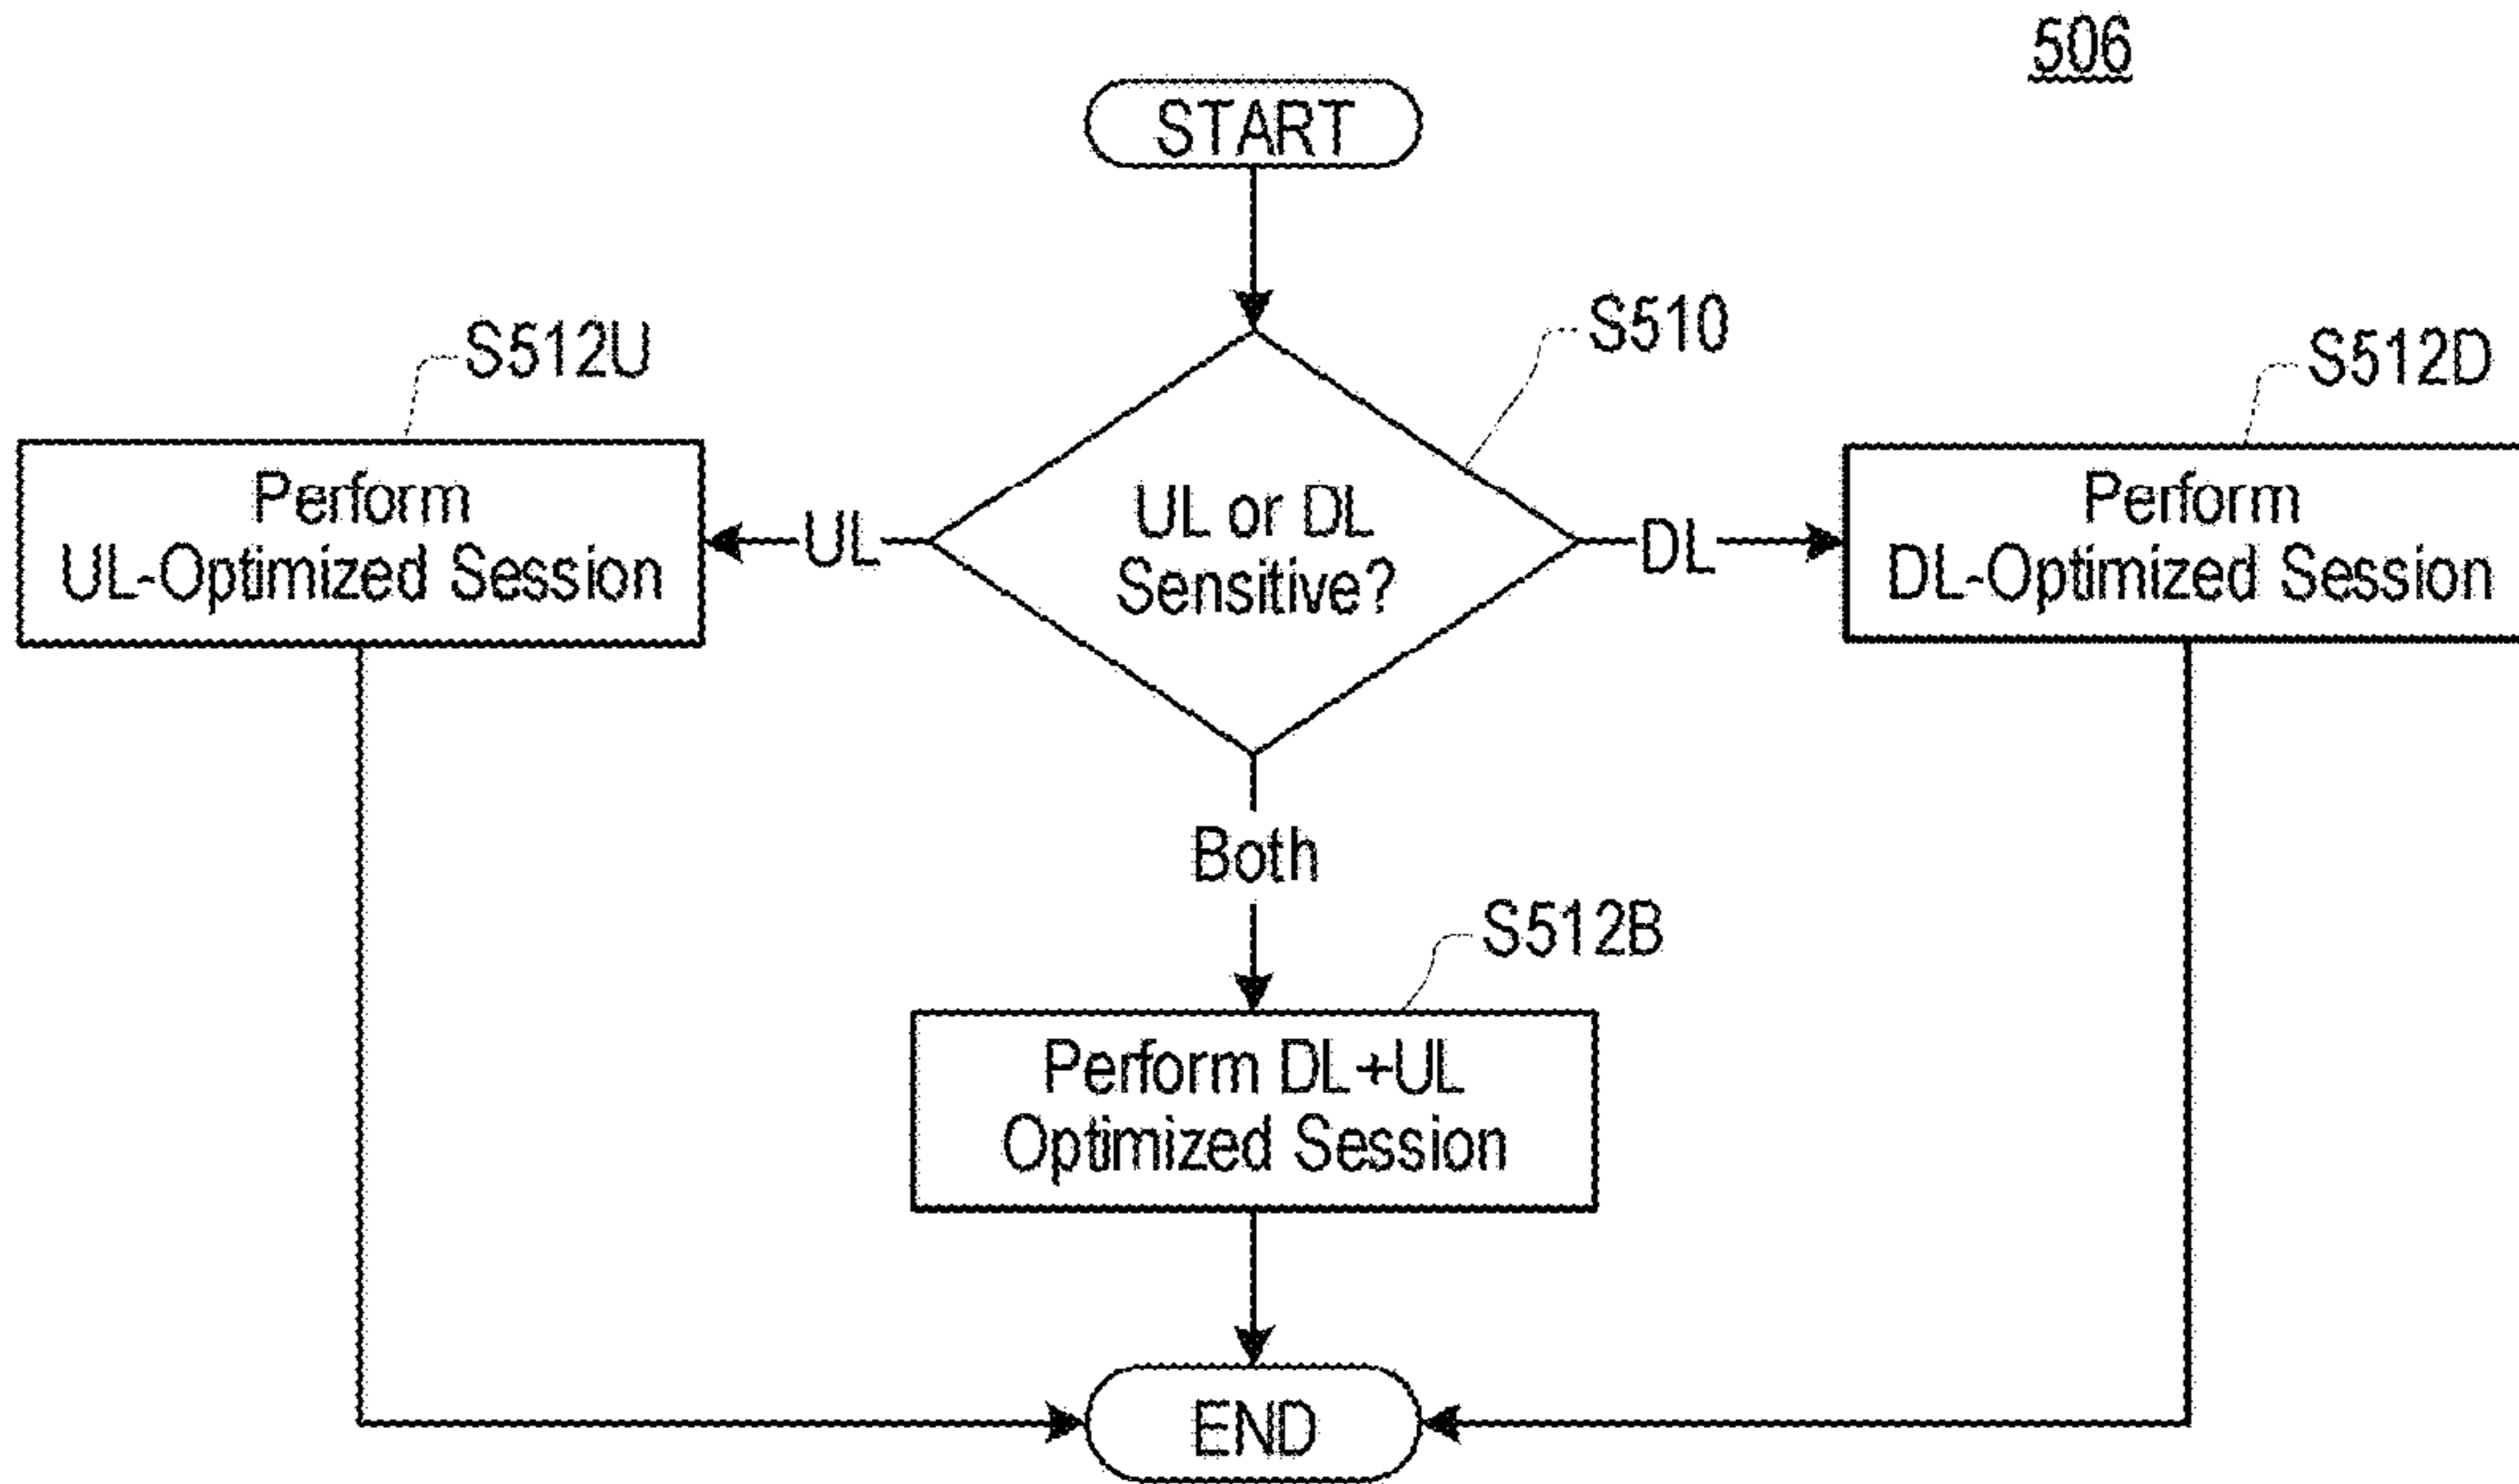 506
START
S510
S512U
S512D
Perform
UL-Optimized Session
UL
UL or DL
Sensitive?
DL
Perform
DL-Optimized Session
Both
S512B
Perform DL+UL
Optimized Session
END